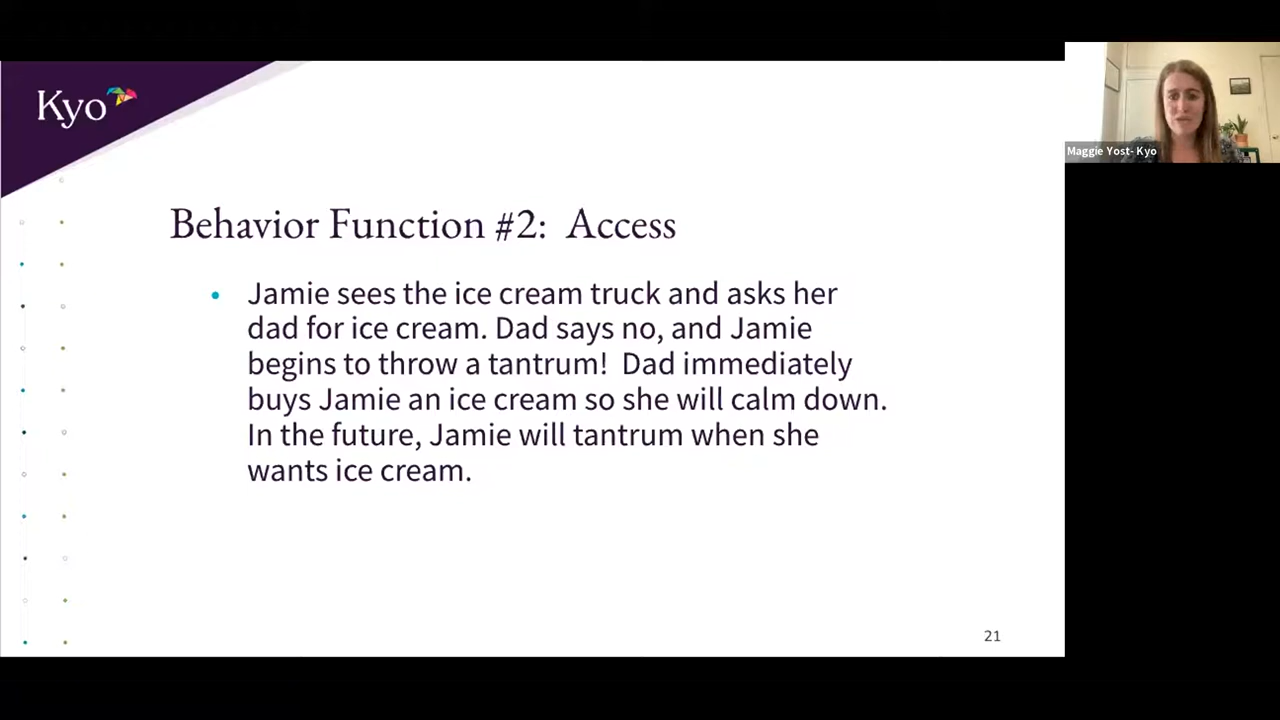 Kyo
Maggie Yost- Kyo
Behavior Function #2: Access
Jamie sees the ice cream truck and asks her
dad for ice cream. Dad says no, and Jamie
begins to throw a tantrum! Dad immediately
buys Jamie an ice cream so she will calm down.
In the future, Jamie will tantrum when she
wants ice cream.
21